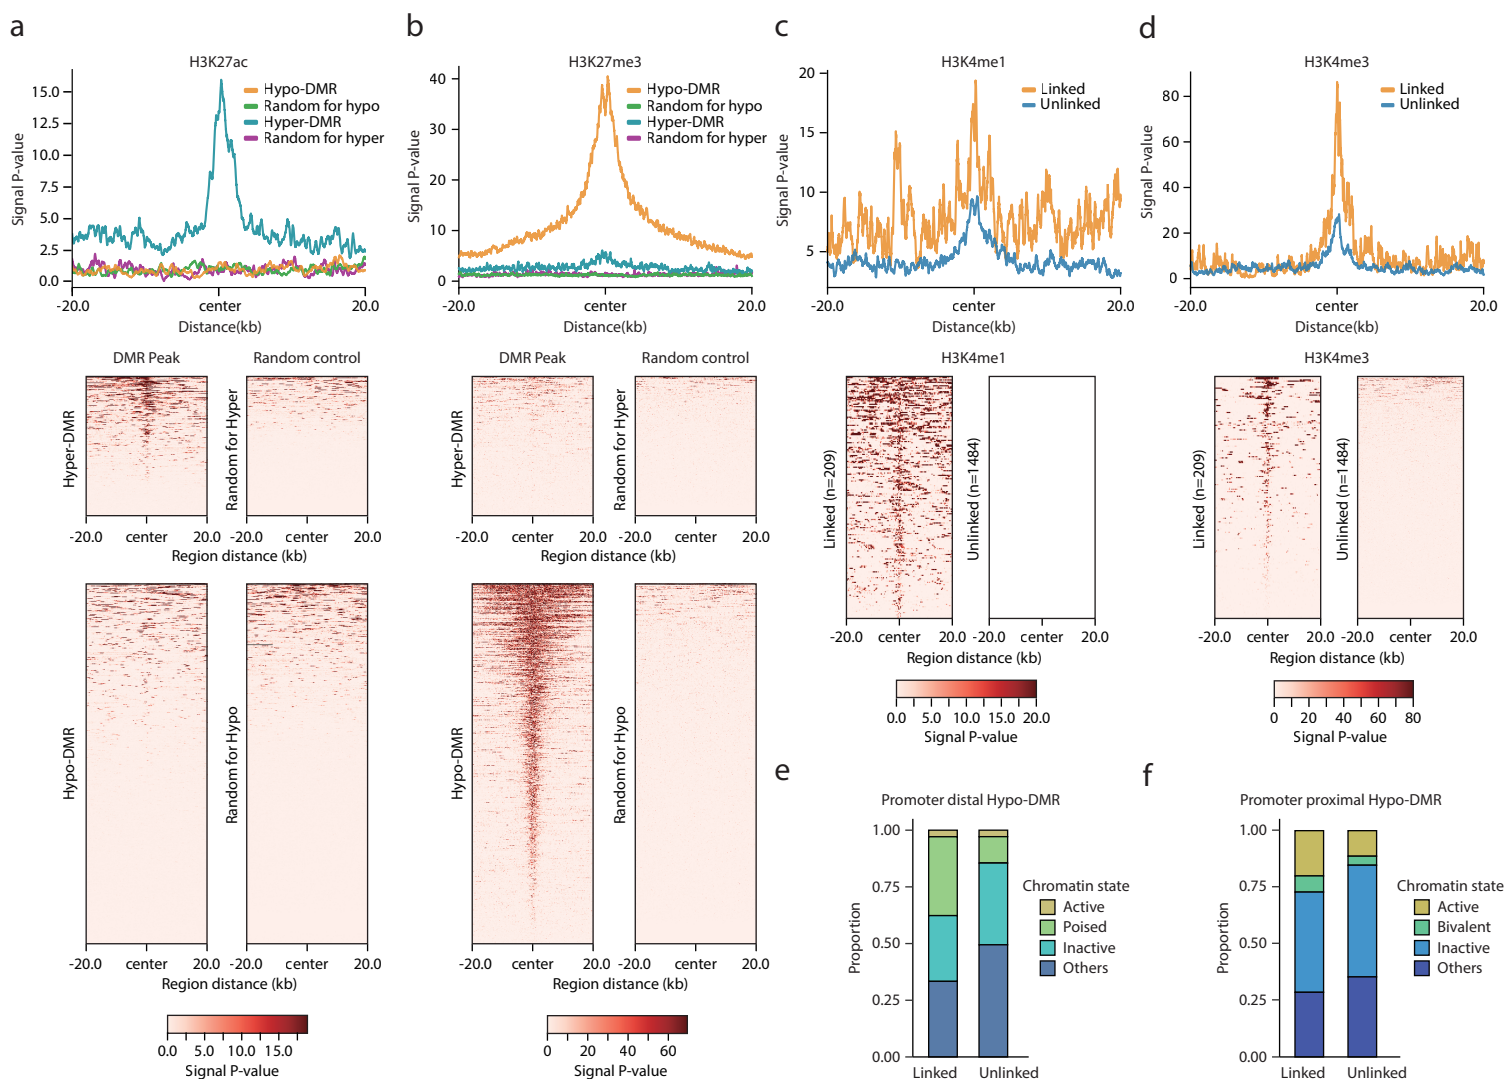 a
H3K27ac
Signal P-value
15.0
12.5
10.0
7.5
5.0
2.5
0.0
Hypo-DMR
Random for hypo
Hyper-DMR
Random for hyper
-20.0
center
20.0
Distance(kb)
DMR Peak
Random control
Hyper-DMR
Random for Hyper
-20.0
center
20.0
-20.0
center
20.0
Region distance (kb)
Hypo-DMR
Random for Hypo
-20.0
center
20.0
-20.0
center
20.0
Region distance (kb)
0.0
5.0
10.0
15.0
Signal P-value
b
H3K27me3
Signal P-value
40
30
20
10
0
Hypo-DMR
Random for hypo
Hyper-DMR
Random for hyper
-20.0
center
20.0
Distance(kb)
DMR Peak
Random control
Hyper-DMR
Random for Hyper
-20.0
center
20.0
-20.0
center
20.0
Region distance (kb)
Hypo-DMR
Random for Hypo
-20.0
center
20.0
-20.0
center
20.0
Region distance (kb)
0
20
40
60
Signal P-value
c
H3K4me1
Signal P-value
20
15
10
5
Linked
Unlinked
-20.0
center
20.0
Distance(kb)
H3K4me1
Linked (n=209)
Unlinked (n=1484)
-20.0
center
20.0
-20.0
center
20.0
Region distance (kb)
0.0
5.0
10.0
15.0
20.0
Signal P-value
d
H3K4me3
Signal P-value
80
60
40
20
0
Linked
Unlinked
-20.0
center
20.0
Distance(kb)
H3K4me3
Linked (n=209)
Unlinked (n=1484)
-20.0
center
20.0
-20.0
center
20.0
Region distance (kb)
0
20
40
60
80
Signal P-value
e
Promoter distal Hypo-DMR
Proportion
1.00
0.75
0.50
0.25
0.00
Linked
Unlinked
Chromatin state
Active
Poised
Inactive
Others
f
Promoter proximal Hypo-DMR
Proportion
1.00
0.75
0.50
0.25
0.00
Linked
Unlinked
Chromatin state
Active
Bivalent
Inactive
Others